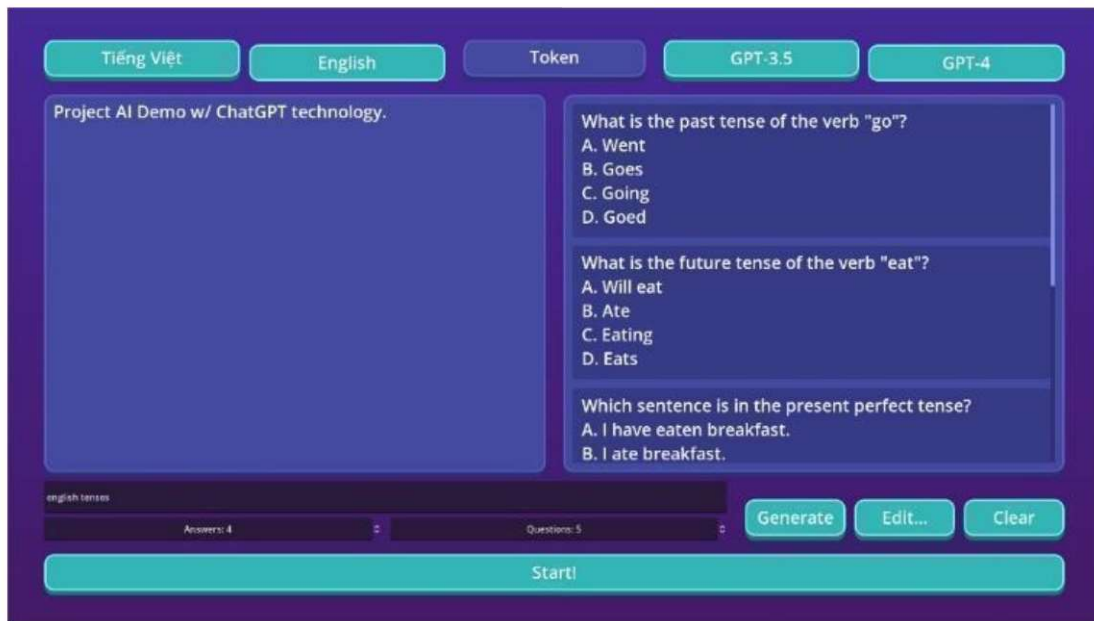 Tiếng Việt
English
Token
GPT-3.5
GPT-4
Project AI Demo w/ ChatGPT technology.
What is the past tense of the verb "go"?
A. Went
B. Goes
C. Going
D. Goed
What is the future tense of the verb "eat"?
A. Will eat
B. Ate
C. Eating
D. Eats
Which sentence is in the present perfect tense?
A. I have eaten breakfast.
B. I ate breakfast.
english tenses
Answers: 4
Questions: 5
Generate
Edit...
Clear
Start!